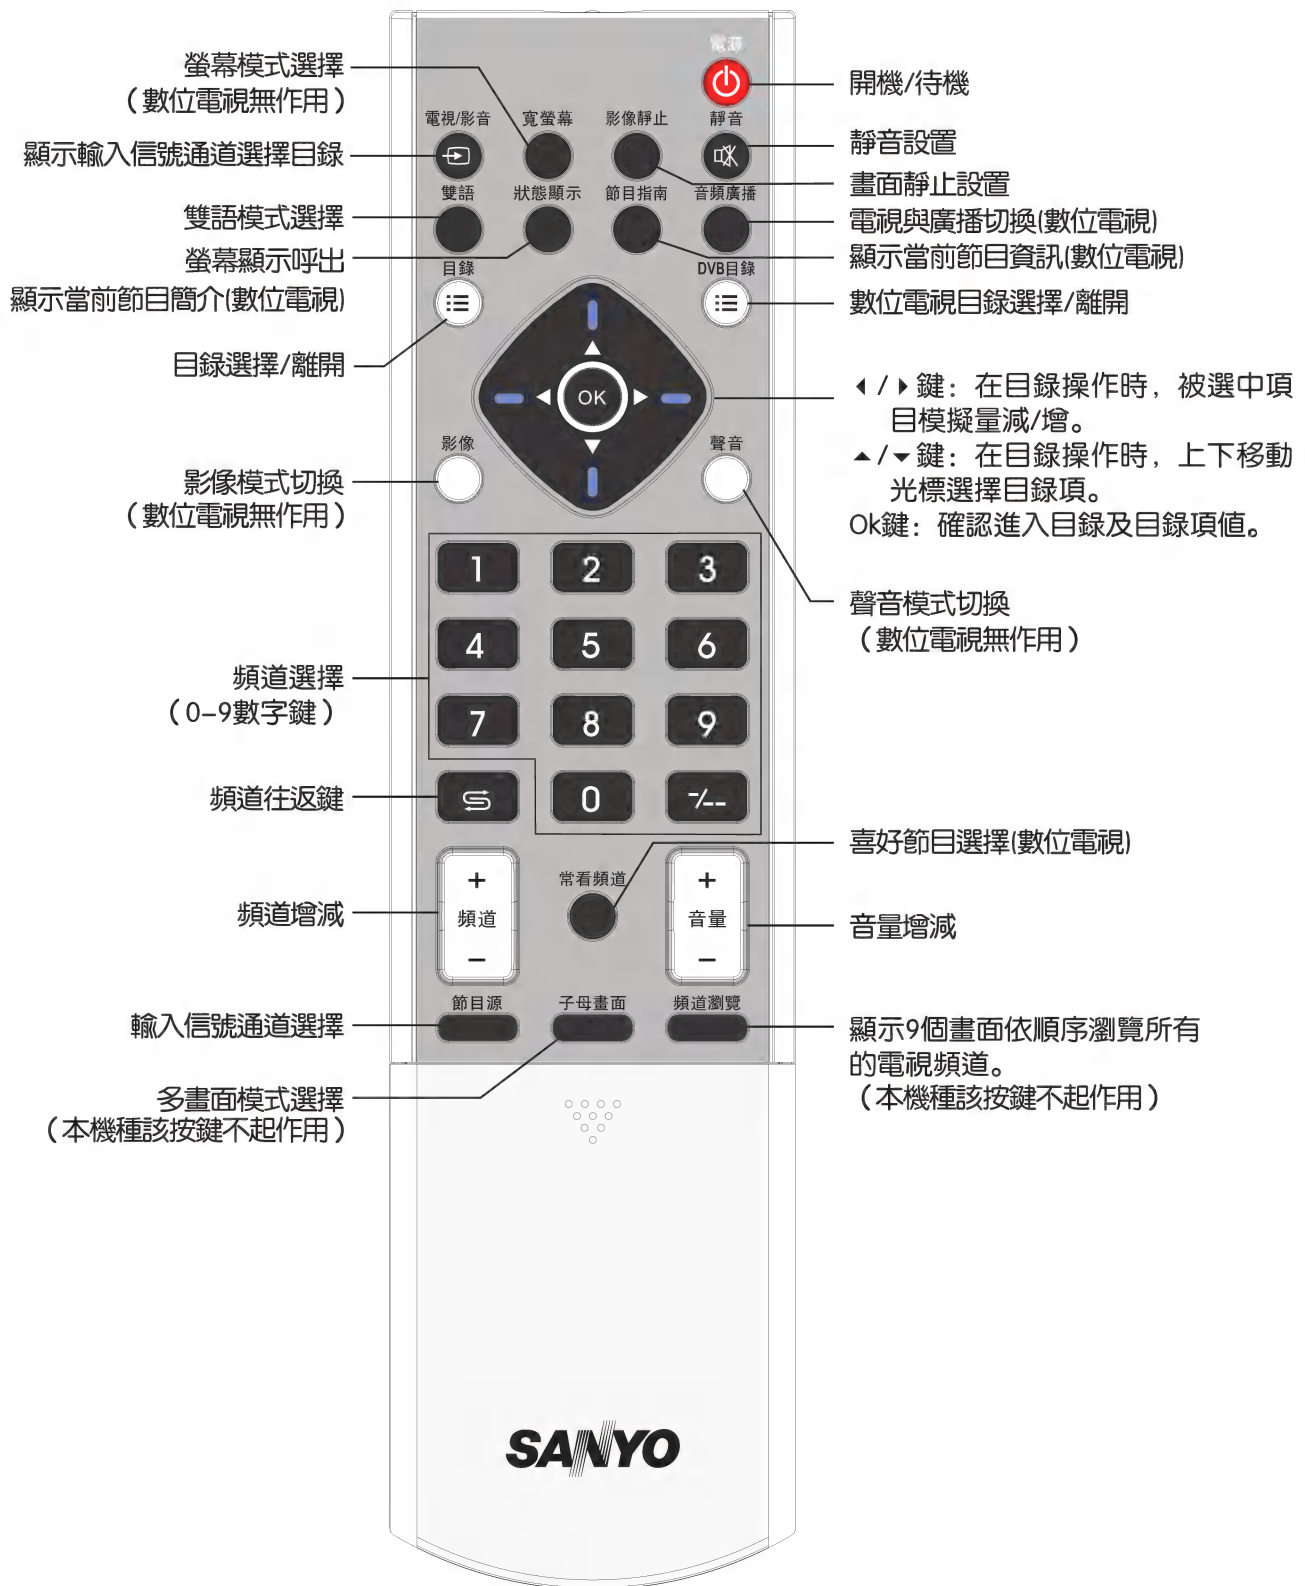 螢幕模式選擇
(數位電視無作用)
顯示輸入信號通道選擇目錄
雙語模式選擇
螢幕顯示呼出
顯示當前節目簡介(數位電視)
目錄選擇/離開
影像模式切換
(數位電視無作用)
頻道選擇
(0-9數字鍵)
頻道往返鍵
頻道增減
輸入信號通道選擇
多畫面模式選擇
(本機種該按鍵不起作用)
電源
電視/影音 寬螢幕 影像靜止 靜音
雙語 狀態顯示 節目指南 音頻廣播
目錄 DVB目錄
OK
影像 聲音
1 2 3
4 5 6
7 8 9
0 -/--
+ 常看頻道 +
頻道 音量
- -
節目源 子母畫面 頻道瀏覽
SANYO
開機/待機
靜音設置
畫面靜止設置
電視與廣播切換(數位電視)
顯示當前節目資訊(數位電視)
數位電視目錄選擇/離開
◀/▶鍵：在目錄操作時，被選中項
目模擬量減/增。
▲/▼鍵：在目錄操作時，上下移動
光標選擇目錄項。
Ok鍵：確認進入目錄及目錄項值。
聲音模式切換
(數位電視無作用)
喜好節目選擇(數位電視)
音量增減
顯示9個畫面依順序瀏覽所有
的電視頻道。
(本機種該按鍵不起作用)